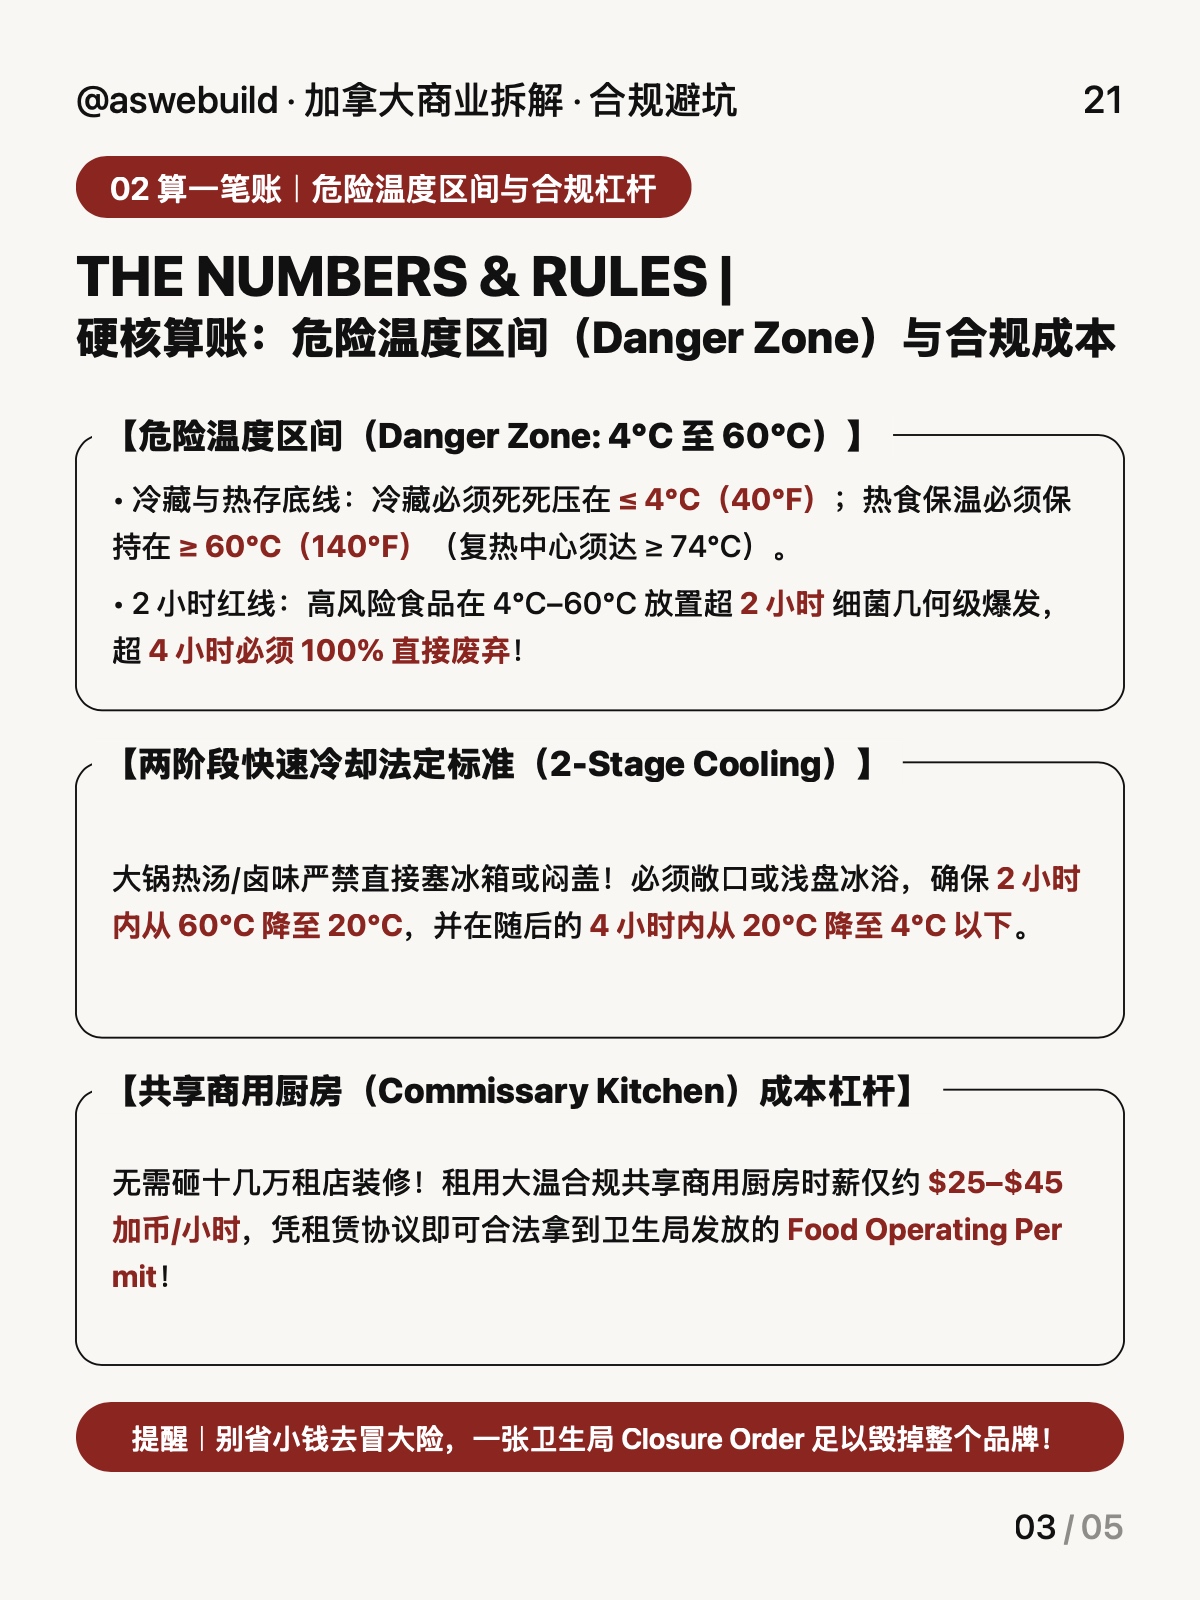 @aswebuild · 加拿大商业拆解 · 合规避坑
21
02 算一笔账｜危险温度区间与合规杠杆
THE NUMBERS & RULES |
硬核算账：危险温度区间（Danger Zone）与合规成本
【危险温度区间（Danger Zone: 4°C 至 60°C）】
• 冷藏与热存底线：冷藏必须死死压在 ≤ 4°C（40°F）；热食保温必须保
持在 ≥ 60°C（140°F）（复热中心须达 ≥ 74°C）。
• 2 小时红线：高风险食品在 4°C–60°C 放置超 2 小时 细菌几何级爆发，
超 4 小时必须 100% 直接废弃！
【两阶段快速冷却法定标准（2-Stage Cooling）】
大锅热汤/卤味严禁直接塞冰箱或闷盖！必须敞口或浅盘冰浴，确保 2 小时
内从 60°C 降至 20°C，并在随后的 4 小时内从 20°C 降至 4°C 以下。
【共享商用厨房（Commissary Kitchen）成本杠杆】
无需砸十几万租店装修！租用大温合规共享商用厨房时薪仅约 $25–$45
加币/小时，凭租赁协议即可合法拿到卫生局发放的 Food Operating Per
mit！
提醒｜别省小钱去冒大险，一张卫生局 Closure Order 足以毁掉整个品牌！
03 / 05